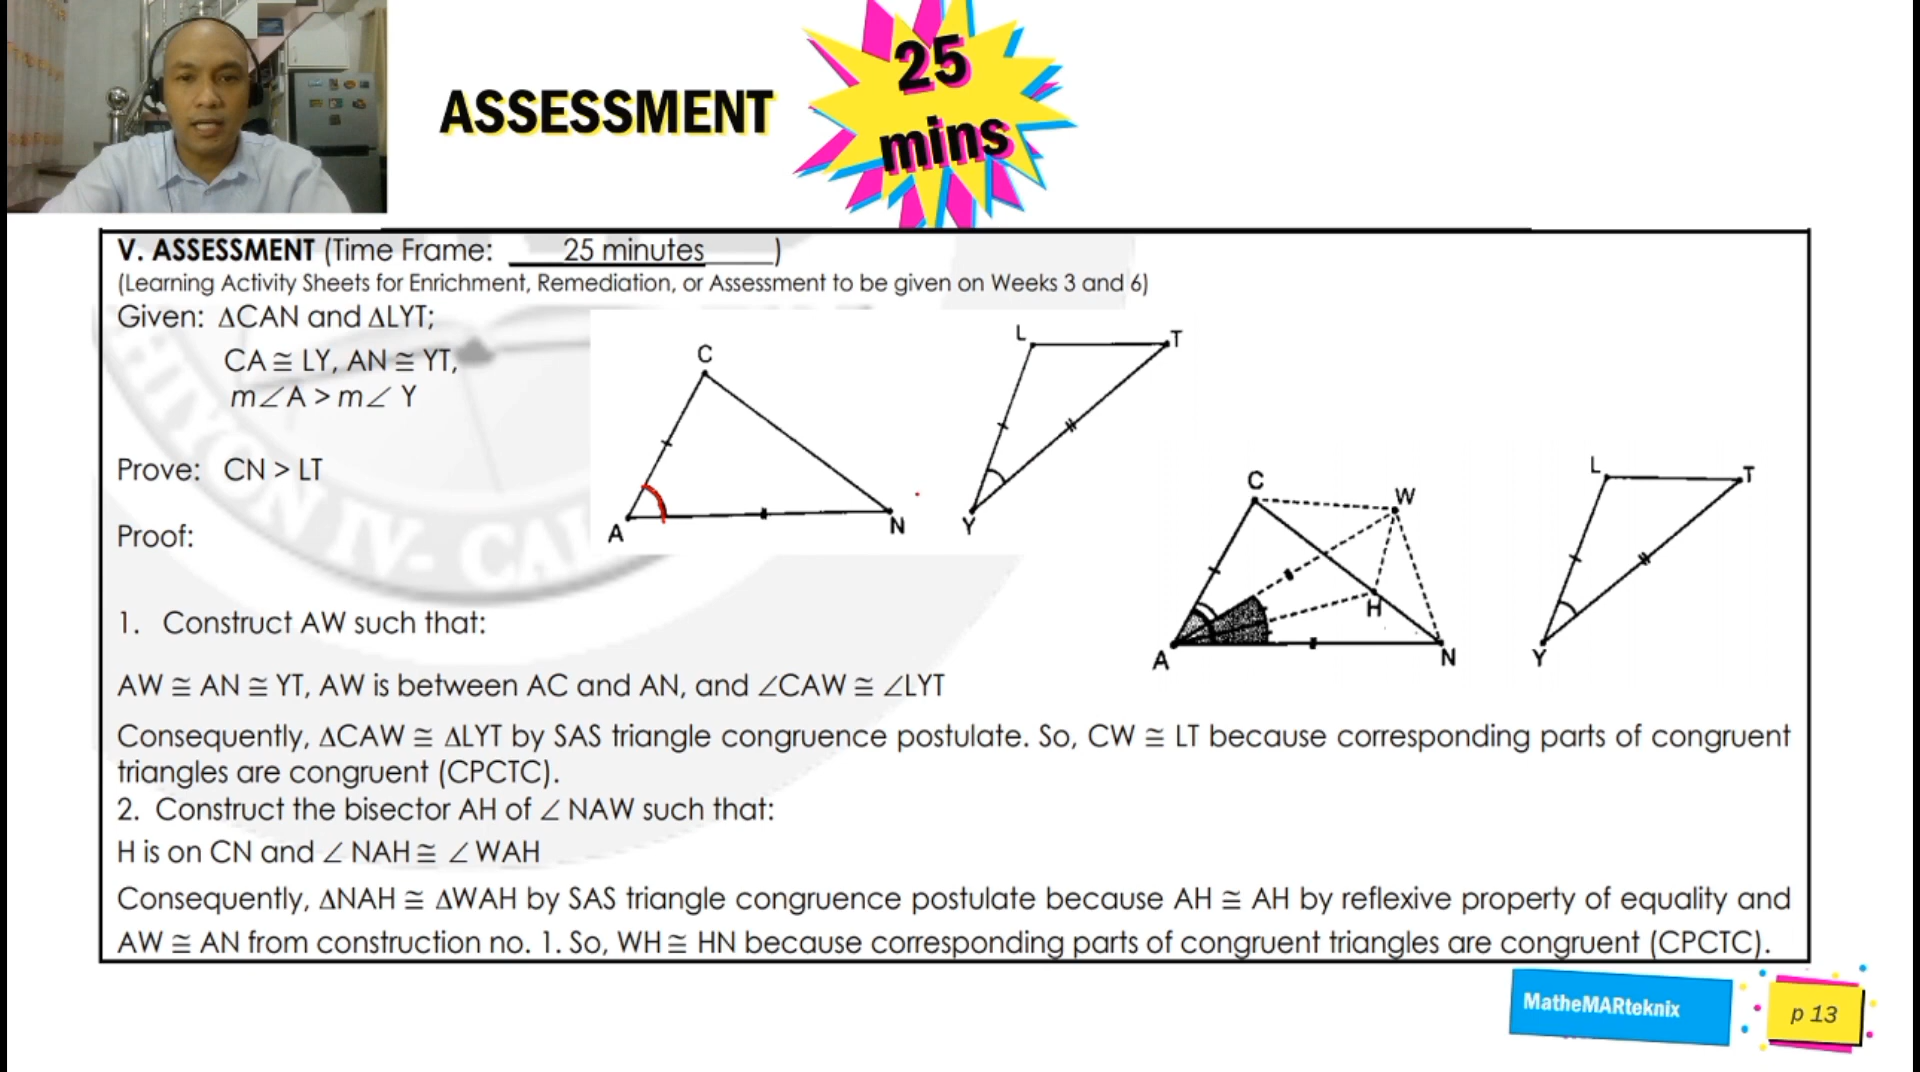 ASSESSMENT
25
mins
V. ASSESSMENT (Time Frame: 25 minutes )
(Learning Activity Sheets for Enrichment, Remediation, or Assessment to be given on Weeks 3 and 6)
Given: ∆CAN and ∆LYT;
CA ≅ LY, AN ≅ YT,
m∠A > m∠ Y
Prove: CN > LT
Proof:
C
A
N
L
T
Y
C
W
H
A
N
L
T
Y
1. Construct AW such that:
AW ≅ AN ≅ YT, AW is between AC and AN, and ∠CAW ≅ ∠LYT
Consequently, ∆CAW ≅ ∆LYT by SAS triangle congruence postulate. So, CW ≅ LT because corresponding parts of congruent
triangles are congruent (CPCTC).
2. Construct the bisector AH of ∠ NAW such that:
H is on CN and ∠ NAH ≅ ∠ WAH
Consequently, ∆NAH ≅ ∆WAH by SAS triangle congruence postulate because AH ≅ AH by reflexive property of equality and
AW ≅ AN from construction no. 1. So, WH ≅ HN because corresponding parts of congruent triangles are congruent (CPCTC).
MatheMARteknix
p 13